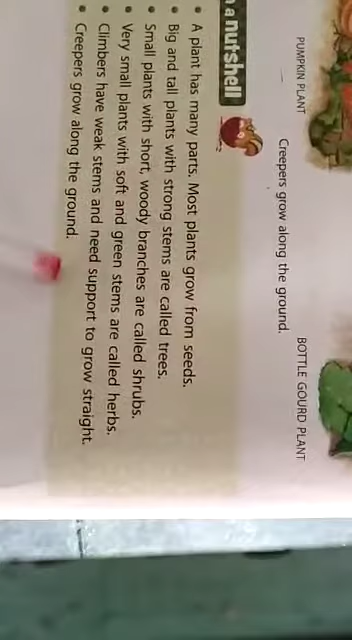 PUMPKIN PLANT
BOTTLE GOURD PLANT
Creepers grow along the ground.
a nutshell
• A plant has many parts. Most plants grow from seeds.
• Big and tall plants with strong stems are called trees.
• Small plants with short, woody branches are called shrubs.
• Very small plants with soft and green stems are called herbs.
• Climbers have weak stems and need support to grow straight.
• Creepers grow along the ground.